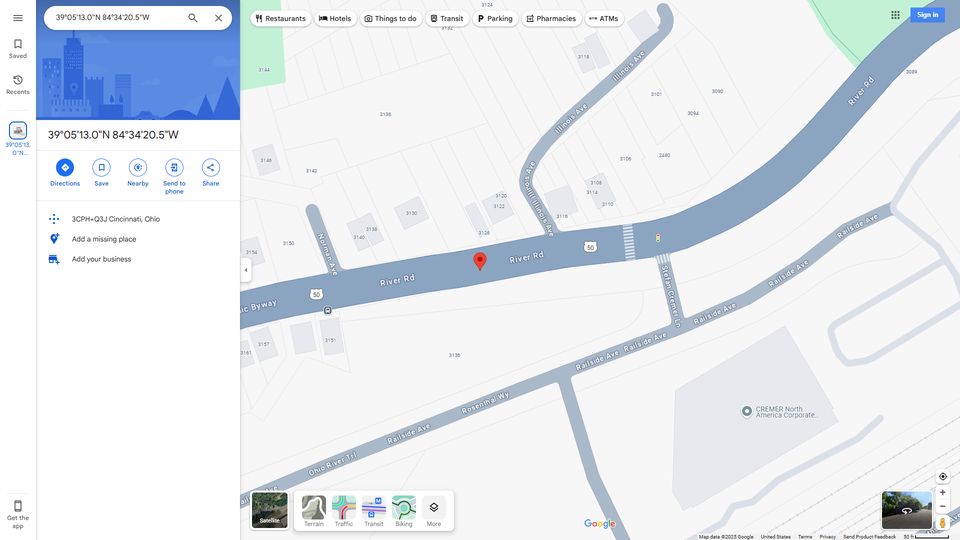 39°05'13.0"N 84°34'20.5"W
Restaurants
Hotels
Things to do
Transit
Parking
Pharmacies
ATMs
Sign in
Saved
Recents
39°05'13.
0"N...
39°05'13.0"N 84°34'20.5"W
Directions
Save
Nearby
Send to
phone
Share
3CPH+Q3J Cincinnati, Ohio
Add a missing place
Add your business
Get the
app
3124
3132
3144
3136
3118
3089
3090
3101
3094
3106
2480
3146
3142
3108
3114
3110
3120
3122
3116
3130
3138
3140
3128
3150
3154
Illinois Ave
Illinois Ave
Illinois Ave
River Rd
Norman Ave
River Rd
River Rd
50
50
nic Byway
Stefan Cremer Ln
Railside Ave
Railside Ave
Railside Ave
Railside Ave
Railside Ave
3151
3157
3161
3136
Rosenthal Wy
Railside Ave
Ohio River Trl
CREMER North
America Corporate...
Satellite
Terrain
Traffic
Transit
Biking
More
Google
Map data ©2025 Google
United States
Terms
Privacy
Send Product Feedback
50 ft